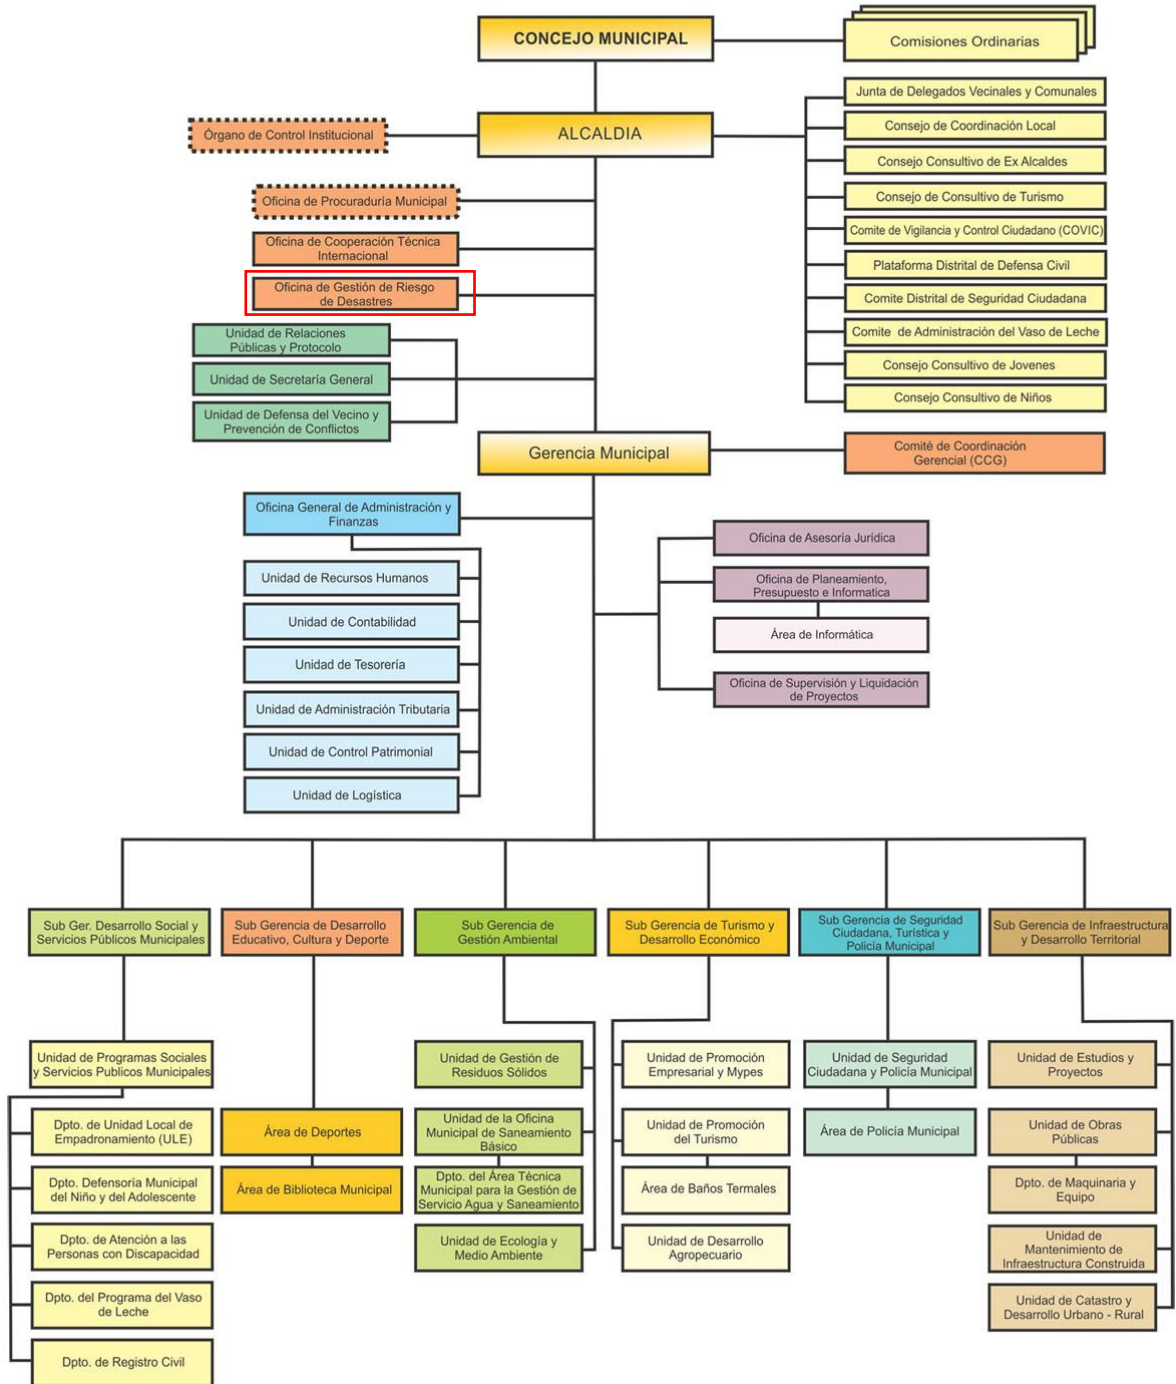 CONCEJO MUNICIPAL
Comisiones Ordinarias
ALCALDIA
Órgano de Control Institucional
Junta de Delegados Vecinales y Comunales
Consejo de Coordinación Local
Consejo Consultivo de Ex Alcaldes
Consejo de Consultivo de Turismo
Comite de Vigilancia y Control Ciudadano (COVIC)
Plataforma Distrital de Defensa Civil
Comite Distrital de Seguridad Ciudadana
Comite de Administración del Vaso de Leche
Consejo Consultivo de Jovenes
Consejo Consultivo de Niños
Oficina de Procuraduría Municipal
Oficina de Cooperación Técnica
Internacional
Oficina de Gestión de Riesgo
de Desastres
Unidad de Relaciones
Públicas y Protocolo
Unidad de Secretaría General
Unidad de Defensa del Vecino y
Prevención de Conflictos
Gerencia Municipal
Comité de Coordinación
Gerencial (CCG)
Oficina General de Administración y
Finanzas
Unidad de Recursos Humanos
Unidad de Contabilidad
Unidad de Tesorería
Unidad de Administración Tributaria
Unidad de Control Patrimonial
Unidad de Logística
Oficina de Asesoría Jurídica
Oficina de Planeamiento,
Presupuesto e Informatica
Área de Informática
Oficina de Supervisión y Liquidación
de Proyectos
Sub Ger. Desarrollo Social y
Servicios Públicos Municipales
Unidad de Programas Sociales
y Servicios Publicos Municipales
Dpto. de Unidad Local de
Empadronamiento (ULE)
Dpto. Defensoría Municipal
del Niño y del Adolescente
Dpto. de Atención a las
Personas con Discapacidad
Dpto. del Programa del Vaso
de Leche
Dpto. de Registro Civil
Sub Gerencia de Desarrollo
Educativo, Cultura y Deporte
Área de Deportes
Área de Biblioteca Municipal
Sub Gerencia de
Gestión Ambiental
Unidad de Gestión de
Residuos Sólidos
Unidad de la Oficina
Municipal de Saneamiento
Básico
Dpto. del Área Técnica
Municipal para la Gestión de
Servicio Agua y Saneamiento
Unidad de Ecología y
Medio Ambiente
Sub Gerencia de Turismo y
Desarrollo Económico
Unidad de Promoción
Empresarial y Mypes
Unidad de Promoción
del Turismo
Área de Baños Termales
Unidad de Desarrollo
Agropecuario
Sub Gerencia de Seguridad
Ciudadana, Turística y
Policía Municipal
Unidad de Seguridad
Ciudadana y Policía Municipal
Área de Policía Municipal
Sub Gerencia de Infraestructura
y Desarrollo Territorial
Unidad de Estudios y
Proyectos
Unidad de Obras
Públicas
Dpto. de Maquinaria y
Equipo
Unidad de
Mantenimiento de
Infraestructura Construida
Unidad de Catastro y
Desarrollo Urbano - Rural